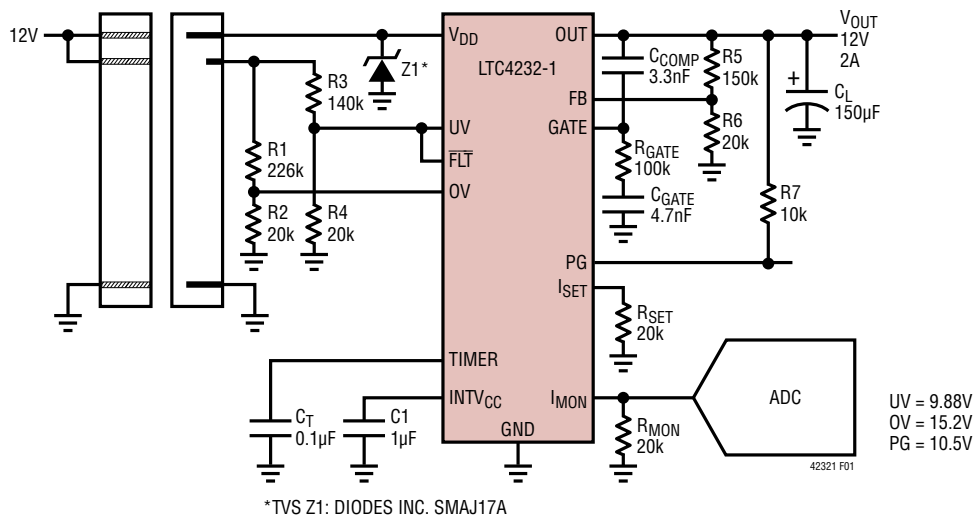 12V
VDD
OUT
VOUT
12V
2A
LTC4232-1
Z1*
CCOMP
3.3nF
R5
150k
R3
140k
FB
+
CL
150µF
UV
GATE
R6
20k
FLT
R1
226k
RGATE
100k
OV
CGATE
4.7nF
R7
10k
R2
20k
R4
20k
PG
ISET
RSET
20k
TIMER
INTVCC
IMON
ADC
CT
0.1µF
C1
1µF
GND
RMON
20k
UV = 9.88V
OV = 15.2V
PG = 10.5V
42321 F01
*TVS Z1: DIODES INC. SMAJ17A